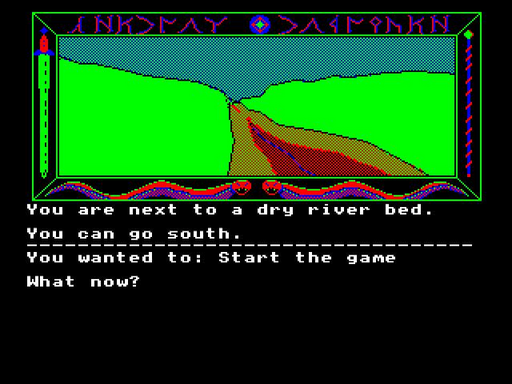 You are next to a dry river bed.
You can go south.
You wanted to: Start the game
What now?